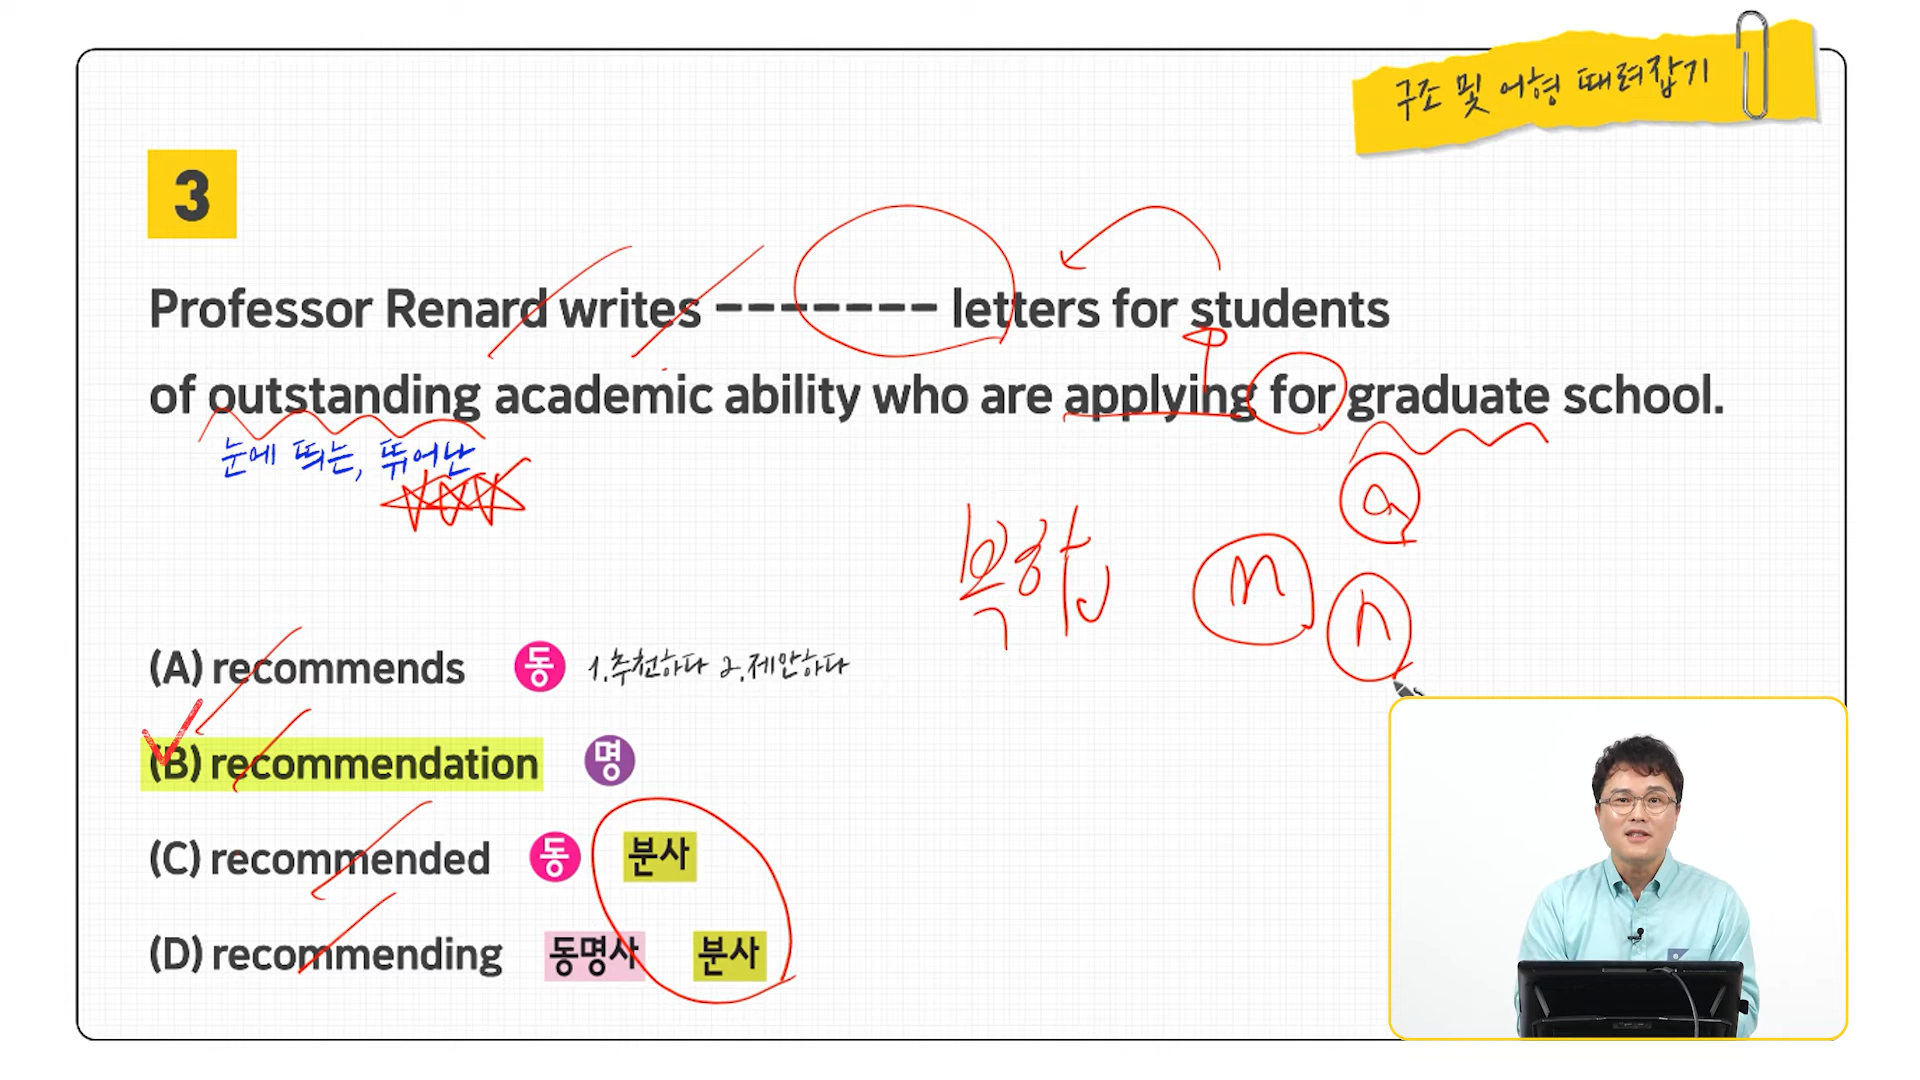 구조 및 어형 때려잡기
3
Professor Renard writes ------- letters for students
of outstanding academic ability who are applying for graduate school.
눈에 띄는, 뛰어난
a
복합 n n
(A) recommends 동 1.추천하다 2.제안하다
(B) recommendation 명
(C) recommended 동 분사
(D) recommending 동명사 분사